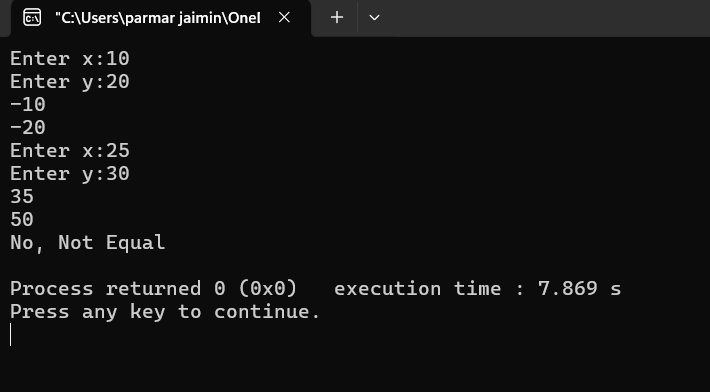 "C:\Users\parmar jaimin\Onel
Enter x:10
Enter y:20
-10
-20
Enter x:25
Enter y:30
35
50
No, Not Equal
Process returned 0 (0x0)   execution time : 7.869 s
Press any key to continue.